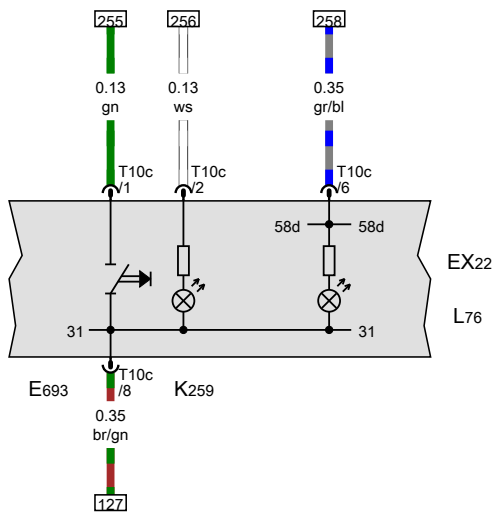 255 256 258
0.13 0.13 0.35
gn ws gr/bl
T10c T10c T10c
/1 /2 /6
58d 58d
EX22
L76
31 31
E693 T10c K259
/8
0.35
br/gn
127